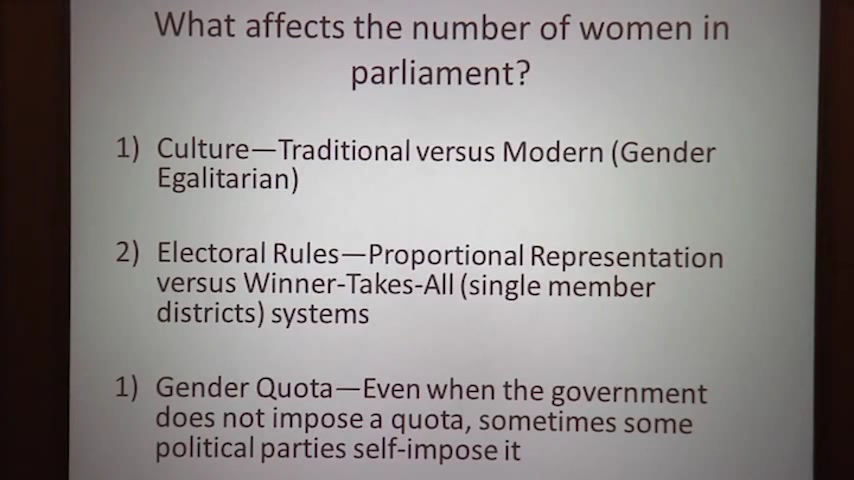 What affects the number of women in
parliament?
1) Culture—Traditional versus Modern (Gender
Egalitarian)
2) Electoral Rules—Proportional Representation
versus Winner-Takes-All (single member
districts) systems
1) Gender Quota—Even when the government
does not impose a quota, sometimes some
political parties self-impose it